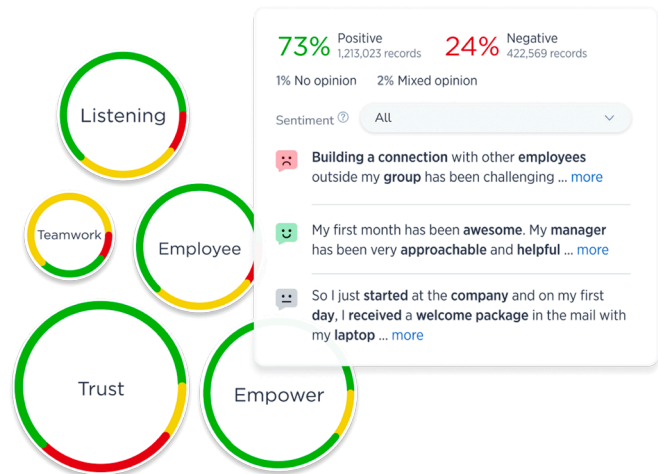 Listening
Teamwork
Employee
Trust
Empower
73% Positive
1,213,023 records
24% Negative
422,569 records
1% No opinion 2% Mixed opinion
Sentiment ? All
Building a connection with other employees
outside my group has been challenging ... more
My first month has been awesome. My manager
has been very approachable and helpful ... more
So I just started at the company and on my first
day, I received a welcome package in the mail with
my laptop ... more